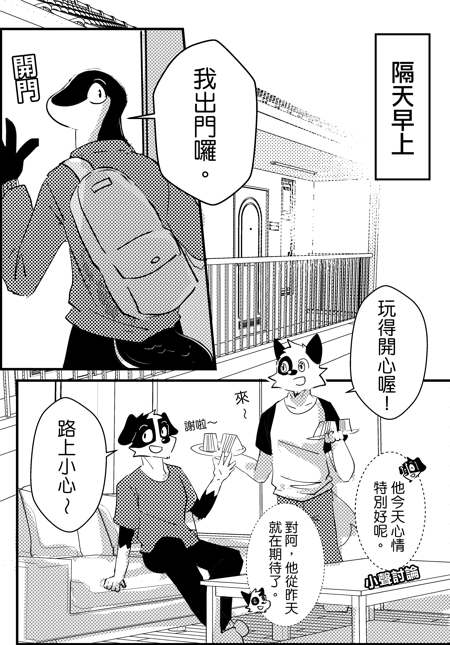 隔天早上
開門
我出門囉。
玩得開心喔！
來~
謝啦~
路上小心~
他今天心情
特別好呢。
小聲討論
對阿，他從昨天
就在期待了。